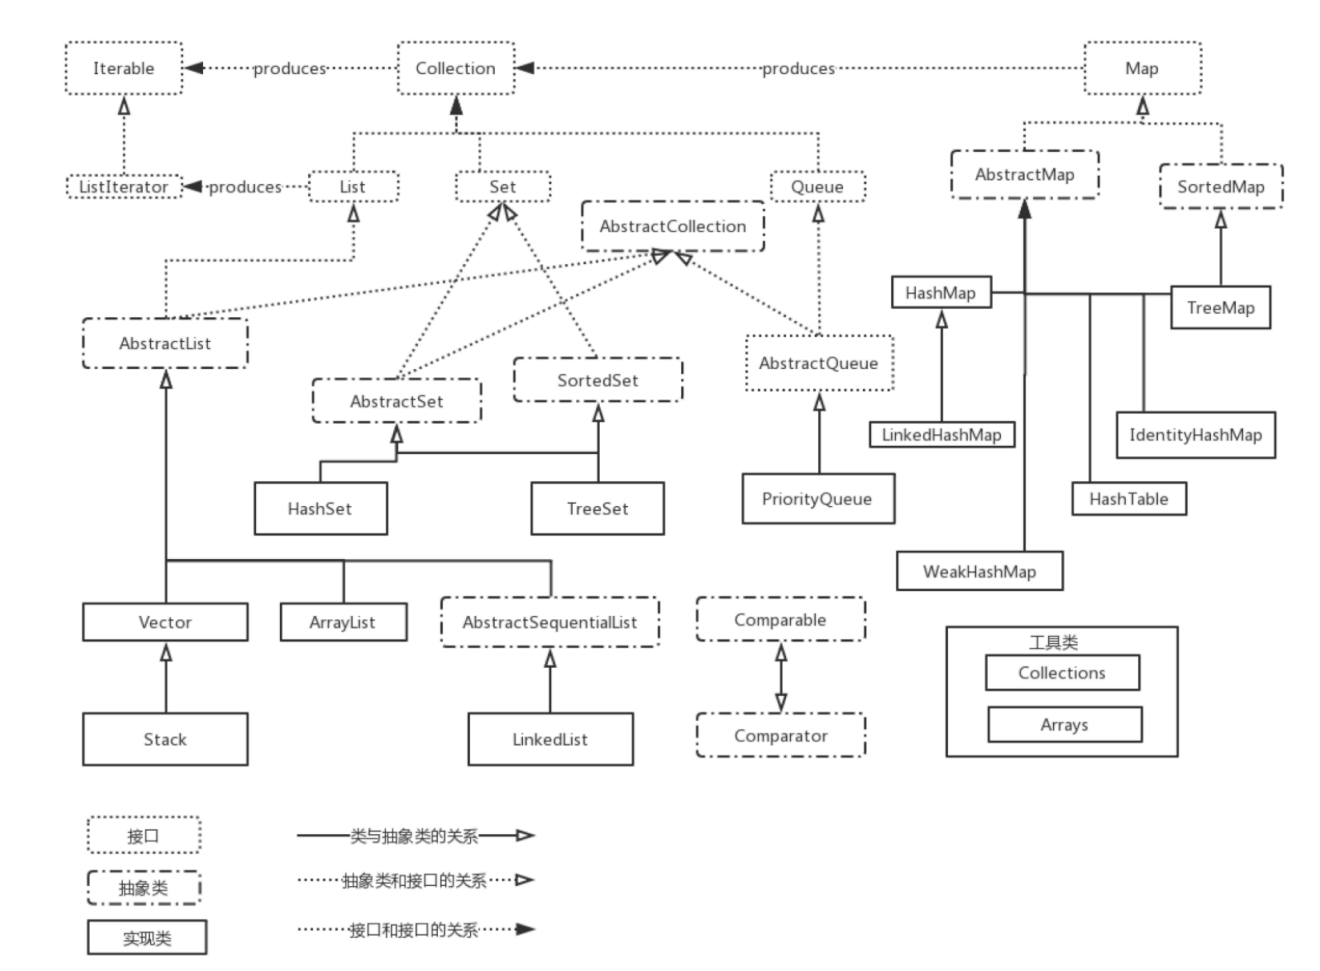 Iterable
produces
Collection
produces
Map
ListIterator
produces
List
Set
Queue
AbstractMap
SortedMap
AbstractCollection
HashMap
TreeMap
AbstractList
AbstractQueue
AbstractSet
SortedSet
LinkedHashMap
IdentityHashMap
HashSet
TreeSet
PriorityQueue
HashTable
WeakHashMap
Vector
ArrayList
AbstractSequentialList
Comparable
工具类
Collections
Arrays
Stack
LinkedList
Comparator
接口
类与抽象类的关系
抽象类
抽象类和接口的关系
实现类
接口和接口的关系